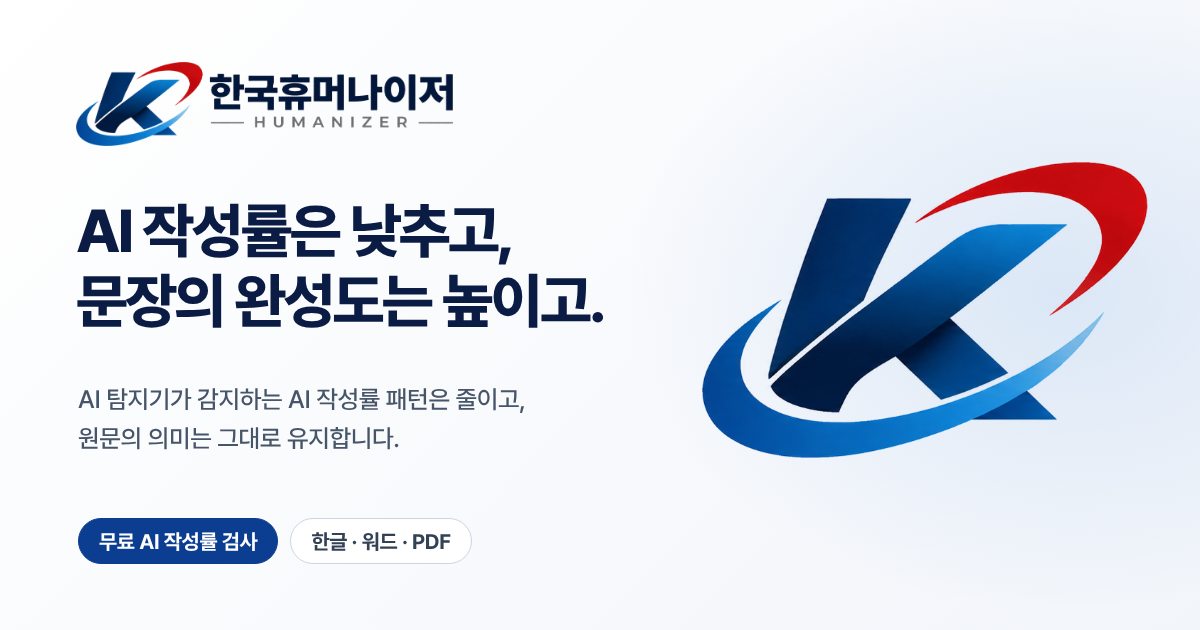 한국휴머나이저
HUMANIZER
AI 작성률은 낮추고,
문장의 완성도는 높이고.
AI 탐지기가 감지하는 AI 작성률 패턴은 줄이고,
원문의 의미는 그대로 유지합니다.
무료 AI 작성률 검사
한글 · 워드 · PDF